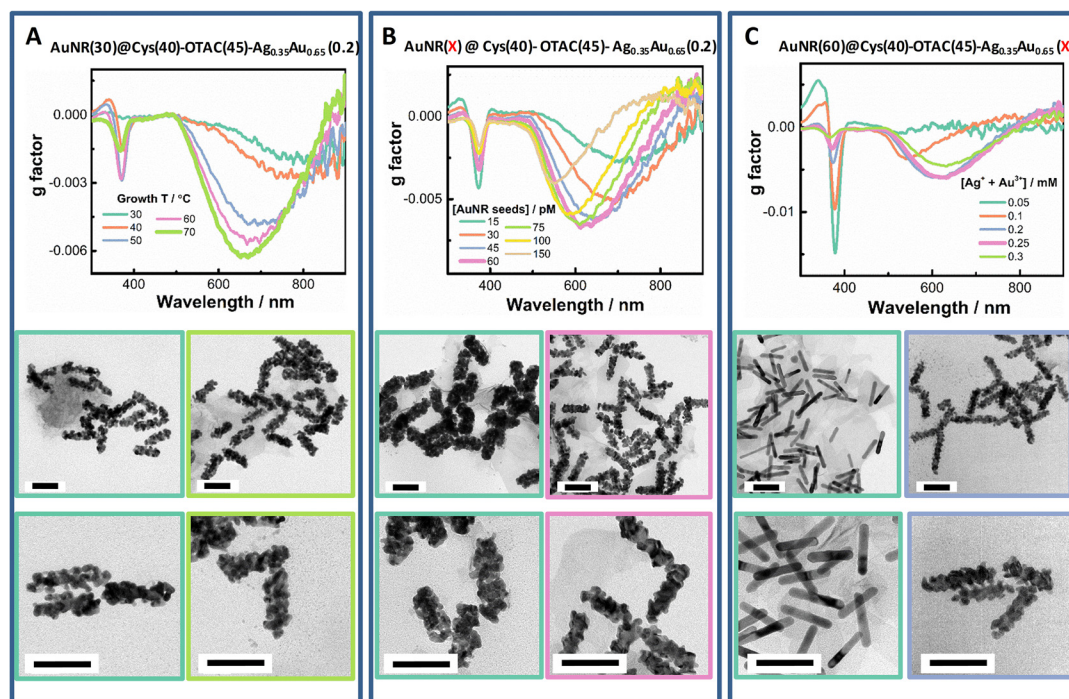 A
AuNR(30)@Cys(40)-OTAC(45)-Ag₀.₃₅Au₀.₆₅(0.2)
0.000
-0.003
-0.006
g factor
Growth T / °C
30
40
50
60
70
400
600
800
Wavelength / nm
B
AuNR(X) @ Cys(40)- OTAC(45)- Ag₀.₃₅Au₀.₆₅(0.2)
0.000
-0.005
g factor
[AuNR seeds] / pM
15
30
45
60
75
100
150
400
600
800
Wavelength / nm
C
AuNR(60)@Cys(40)-OTAC(45)-Ag₀.₃₅Au₀.₆₅ (X
0.00
-0.01
g factor
[Ag⁺ + Au³⁺] / mM
0.05
0.1
0.2
0.25
0.3
400
600
800
Wavelength / nm